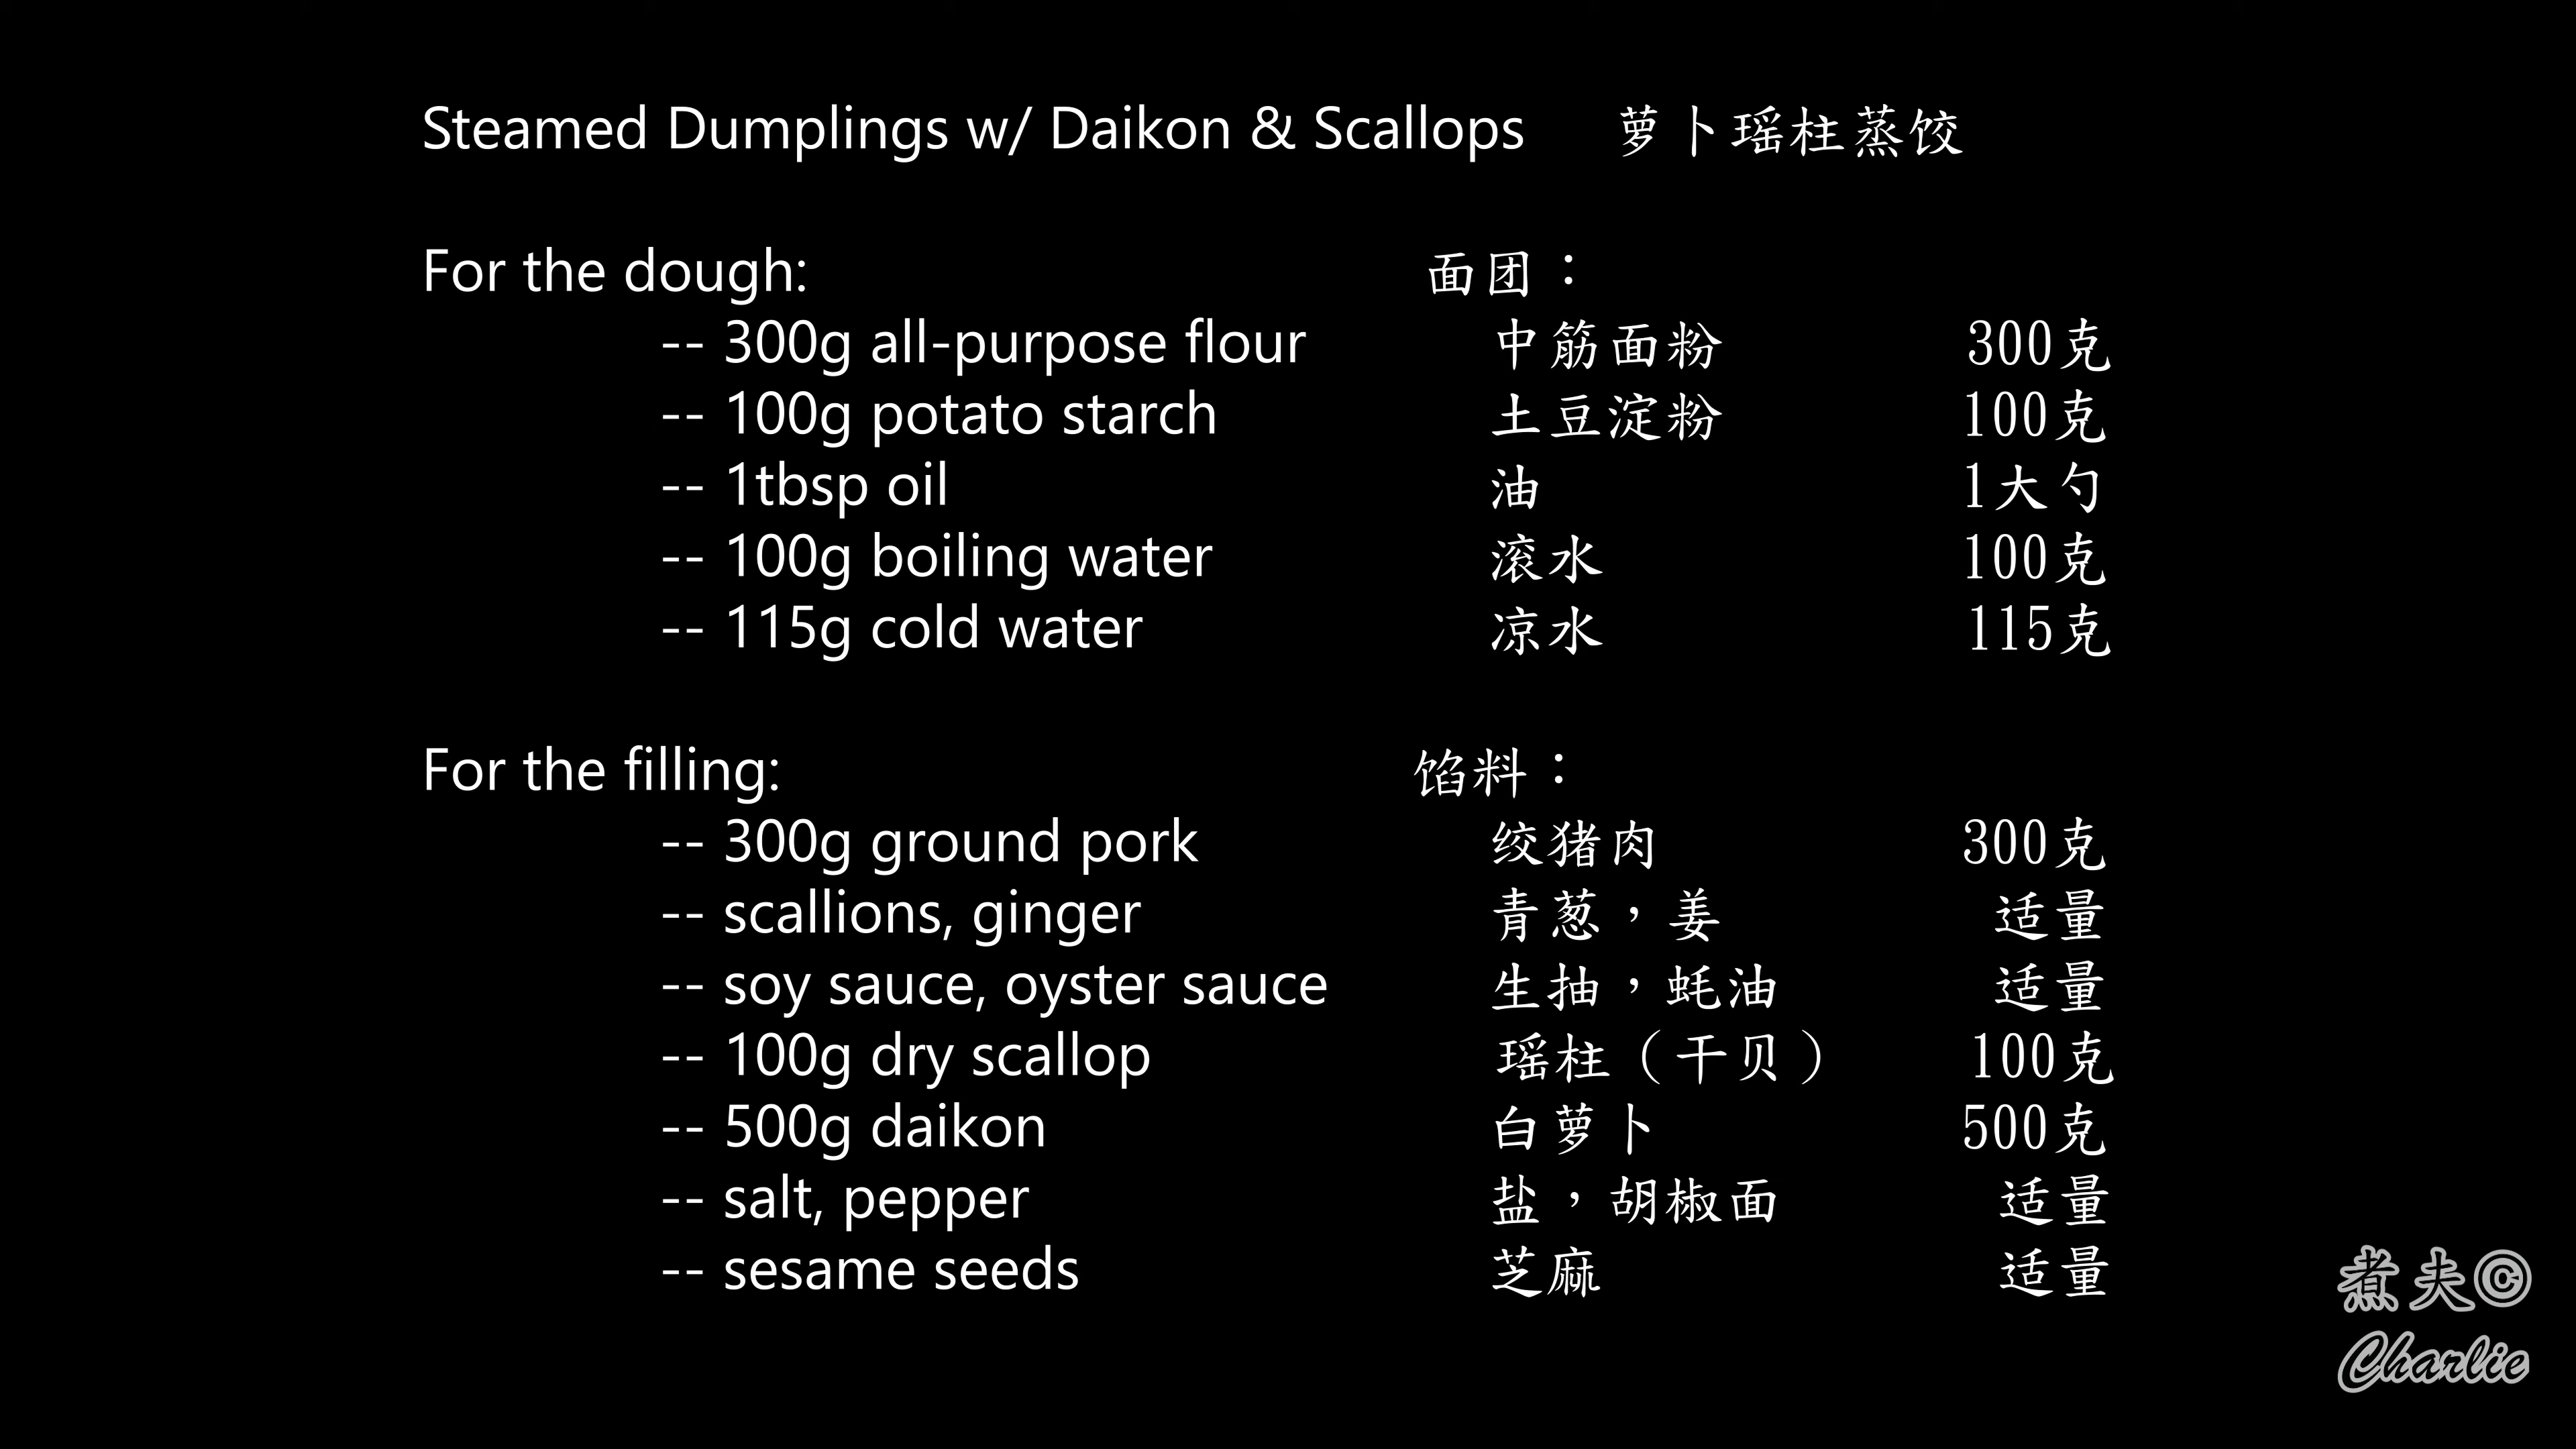 Steamed Dumplings w/ Daikon & Scallops 萝卜瑶柱蒸饺
For the dough: 面团：
-- 300g all-purpose flour 中筋面粉 300克
-- 100g potato starch 土豆淀粉 100克
-- 1tbsp oil 油 1大勺
-- 100g boiling water 滚水 100克
-- 115g cold water 凉水 115克
For the filling: 馅料：
-- 300g ground pork 绞猪肉 300克
-- scallions, ginger 青葱，姜 适量
-- soy sauce, oyster sauce 生抽，蚝油 适量
-- 100g dry scallop 瑶柱（干贝） 100克
-- 500g daikon 白萝卜 500克
-- salt, pepper 盐，胡椒面 适量
-- sesame seeds 芝麻 适量
煮夫©
Charlie